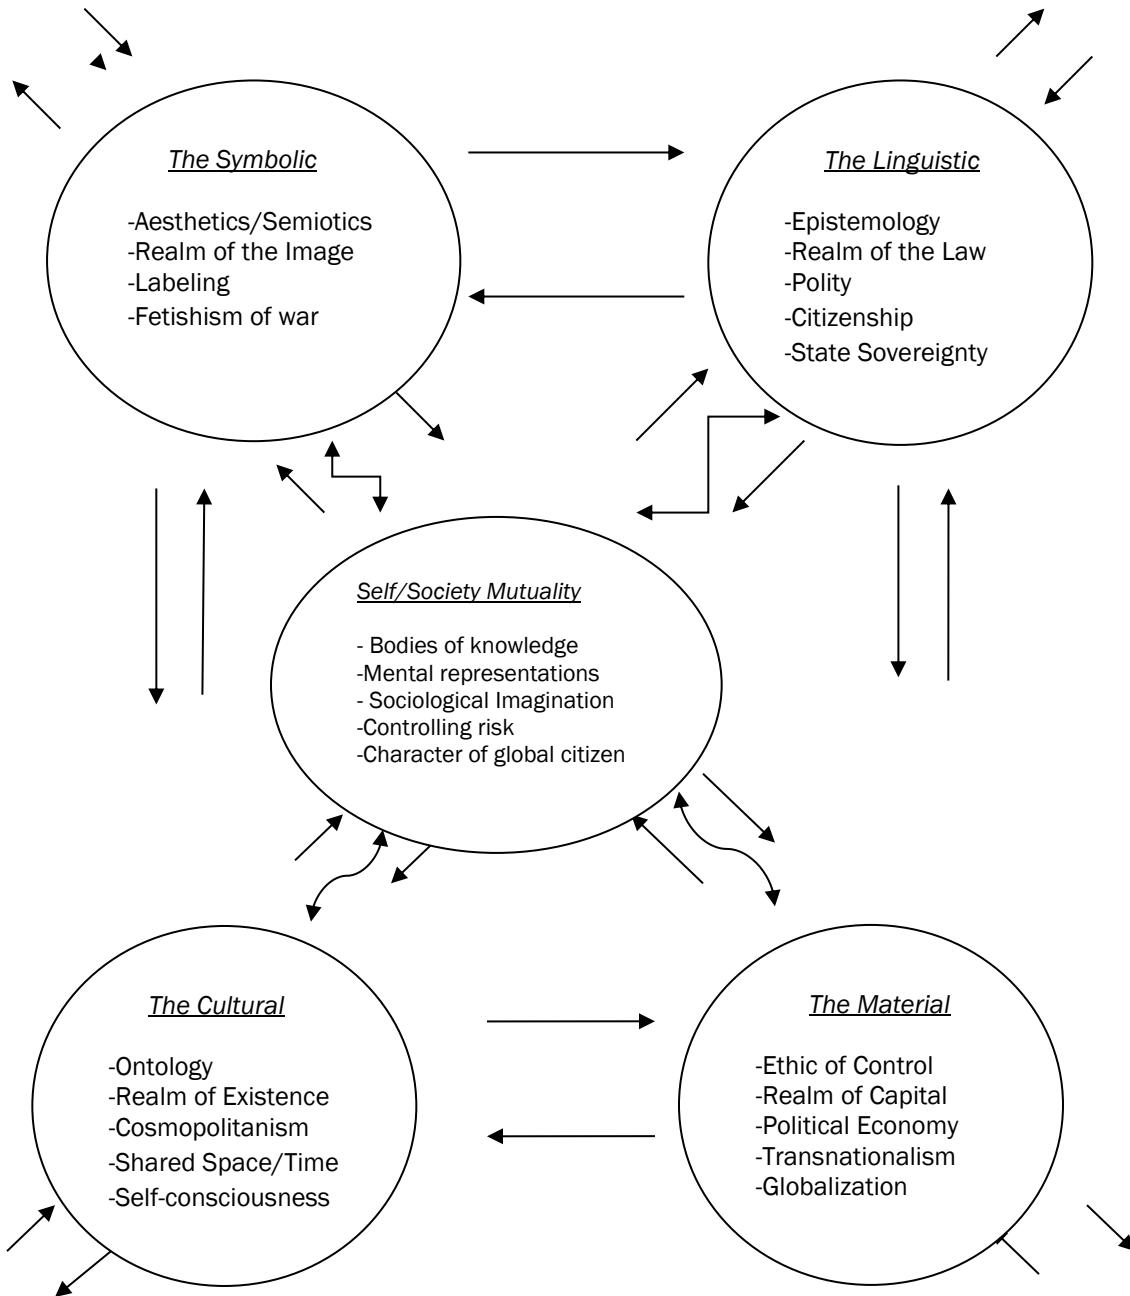 The Symbolic
-Aesthetics/Semiotics
-Realm of the Image
-Labeling
-Fetishism of war
The Linguistic
-Epistemology
-Realm of the Law
-Polity
-Citizenship
-State Sovereignty
Self/Society Mutuality
- Bodies of knowledge
-Mental representations
- Sociological Imagination
-Controlling risk
-Character of global citizen
The Cultural
-Ontology
-Realm of Existence
-Cosmopolitanism
-Shared Space/Time
-Self-consciousness
The Material
-Ethic of Control
-Realm of Capital
-Political Economy
-Transnationalism
-Globalization